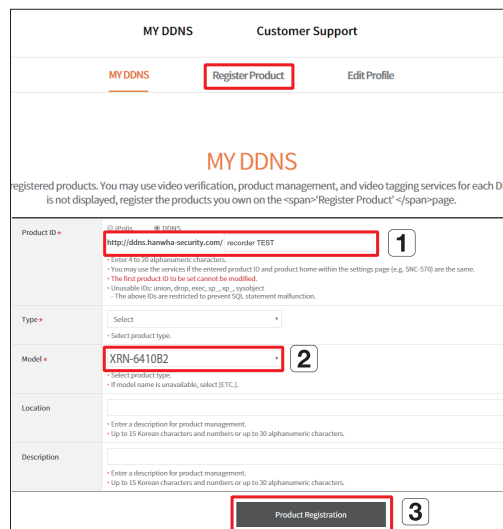 MY DDNS Customer Support
MY DDNS Register Product Edit Profile
MY DDNS
registered products. You may use video verification, product management, and video tagging services for each D
is not displayed, register the products you own on the <span>'Register Product' </span>page.
Product ID *
iPolis DDNS
http://ddns.hanwha-security.com/ recorder TEST
1
• Enter 4 to 20 alphanumeric characters.
• You may use the services if the entered product ID and product home within the settings page (e.g. SNC-570) are the same.
• The first product ID to be set cannot be modified.
• Unusable IDs: union, drop, exec, sp_, xp_, sysobject
- The above IDs are restricted to prevent SQL statement malfunction.
Type *
Select
• Select product type.
Model *
XRN-6410B2
2
• Select product type.
• If model name is unavailable, select [ETC.].
Location
• Enter a description for product management.
• Up to 15 Korean characters and numbers or up to 30 alphanumeric characters.
Description
• Enter a description for product management.
• Up to 15 Korean characters and numbers or up to 30 alphanumeric characters.
Product Registration
3